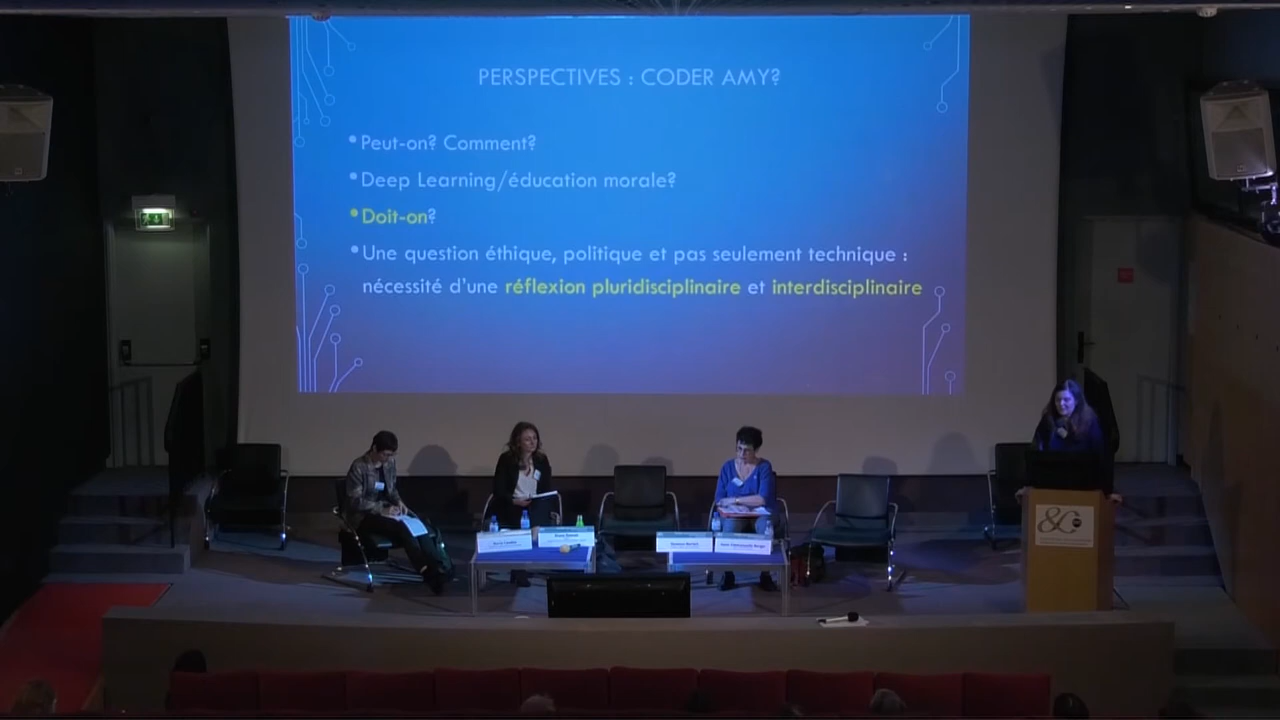 PERSPECTIVES : CODER AMY?
•Peut-on? Comment?
•Deep Learning/éducation morale?
•Doit-on?
•Une question éthique, politique et pas seulement technique :
nécessité d'une réflexion pluridisciplinaire et interdisciplinaire
&C